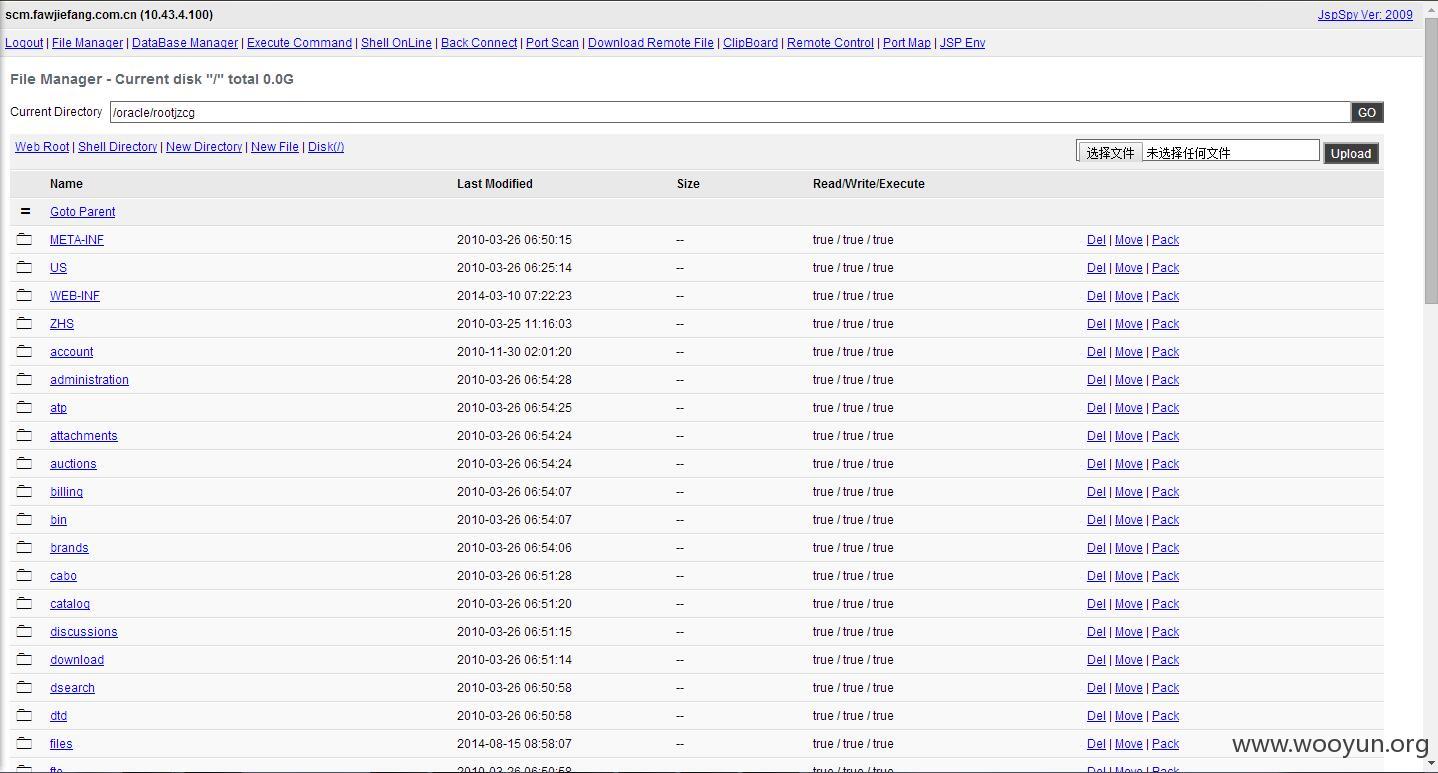 scm.fawjiefang.com.cn (10.43.4.100) JspSpy Ver: 2009
Logout | File Manager | DataBase Manager | Execute Command | Shell OnLine | Back Connect | Port Scan | Download Remote File | ClipBoard | Remote Control | Port Map | JSP Env
File Manager - Current disk "/" total 0.0G
Current Directory /oracle/rootjzcg GO
Web Root | Shell Directory | New Directory | New File | Disk(/) 选择文件 未选择任何文件 Upload
Name Last Modified Size Read/Write/Execute
= Goto Parent
META-INF 2010-03-26 06:50:15 -- true / true / true Del | Move | Pack
US 2010-03-26 06:25:14 -- true / true / true Del | Move | Pack
WEB-INF 2014-03-10 07:22:23 -- true / true / true Del | Move | Pack
ZHS 2010-03-25 11:16:03 -- true / true / true Del | Move | Pack
account 2010-11-30 02:01:20 -- true / true / true Del | Move | Pack
administration 2010-03-26 06:54:28 -- true / true / true Del | Move | Pack
atp 2010-03-26 06:54:25 -- true / true / true Del | Move | Pack
attachments 2010-03-26 06:54:24 -- true / true / true Del | Move | Pack
auctions 2010-03-26 06:54:24 -- true / true / true Del | Move | Pack
billing 2010-03-26 06:54:07 -- true / true / true Del | Move | Pack
bin 2010-03-26 06:54:07 -- true / true / true Del | Move | Pack
brands 2010-03-26 06:54:06 -- true / true / true Del | Move | Pack
cabo 2010-03-26 06:51:28 -- true / true / true Del | Move | Pack
catalog 2010-03-26 06:51:20 -- true / true / true Del | Move | Pack
discussions 2010-03-26 06:51:15 -- true / true / true Del | Move | Pack
download 2010-03-26 06:51:14 -- true / true / true Del | Move | Pack
dsearch 2010-03-26 06:50:58 -- true / true / true Del | Move | Pack
dtd 2010-03-26 06:50:58 -- true / true / true Del | Move | Pack
files 2014-08-15 08:58:07 -- true / true / true Del | Move | Pack
www.wooyun.org